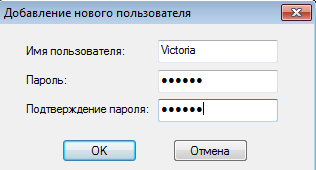 Добавление нового пользователя
Имя пользователя: Victoria
Пароль: ●●●●●●
Подтверждение пароля: ●●●●●●
OK Отмена